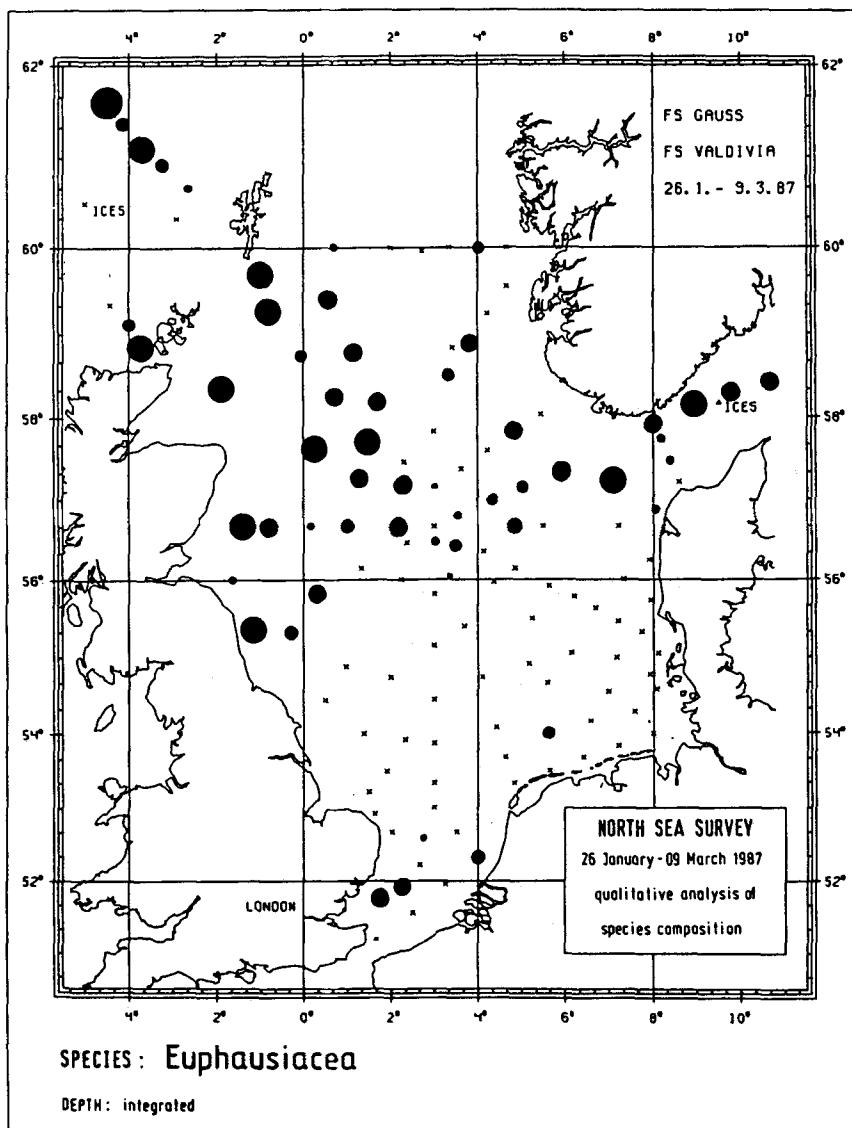 4° 2° 0° 2° 4° 6° 8° 10°
62° 62°
FS GAUSS
FS VALDIVIA
26.1.- 9.3.87
ICES
60° 60°
ICES
58° 58°
56° 56°
54° 54°
NORTH SEA SURVEY
26 January-09 March 1987
qualitative analysis of
species composition
52° 52°
LONDON
4° 2° 0° 2° 4° 6° 8° 10°
SPECIES: Euphausiacea
DEPTH: integrated